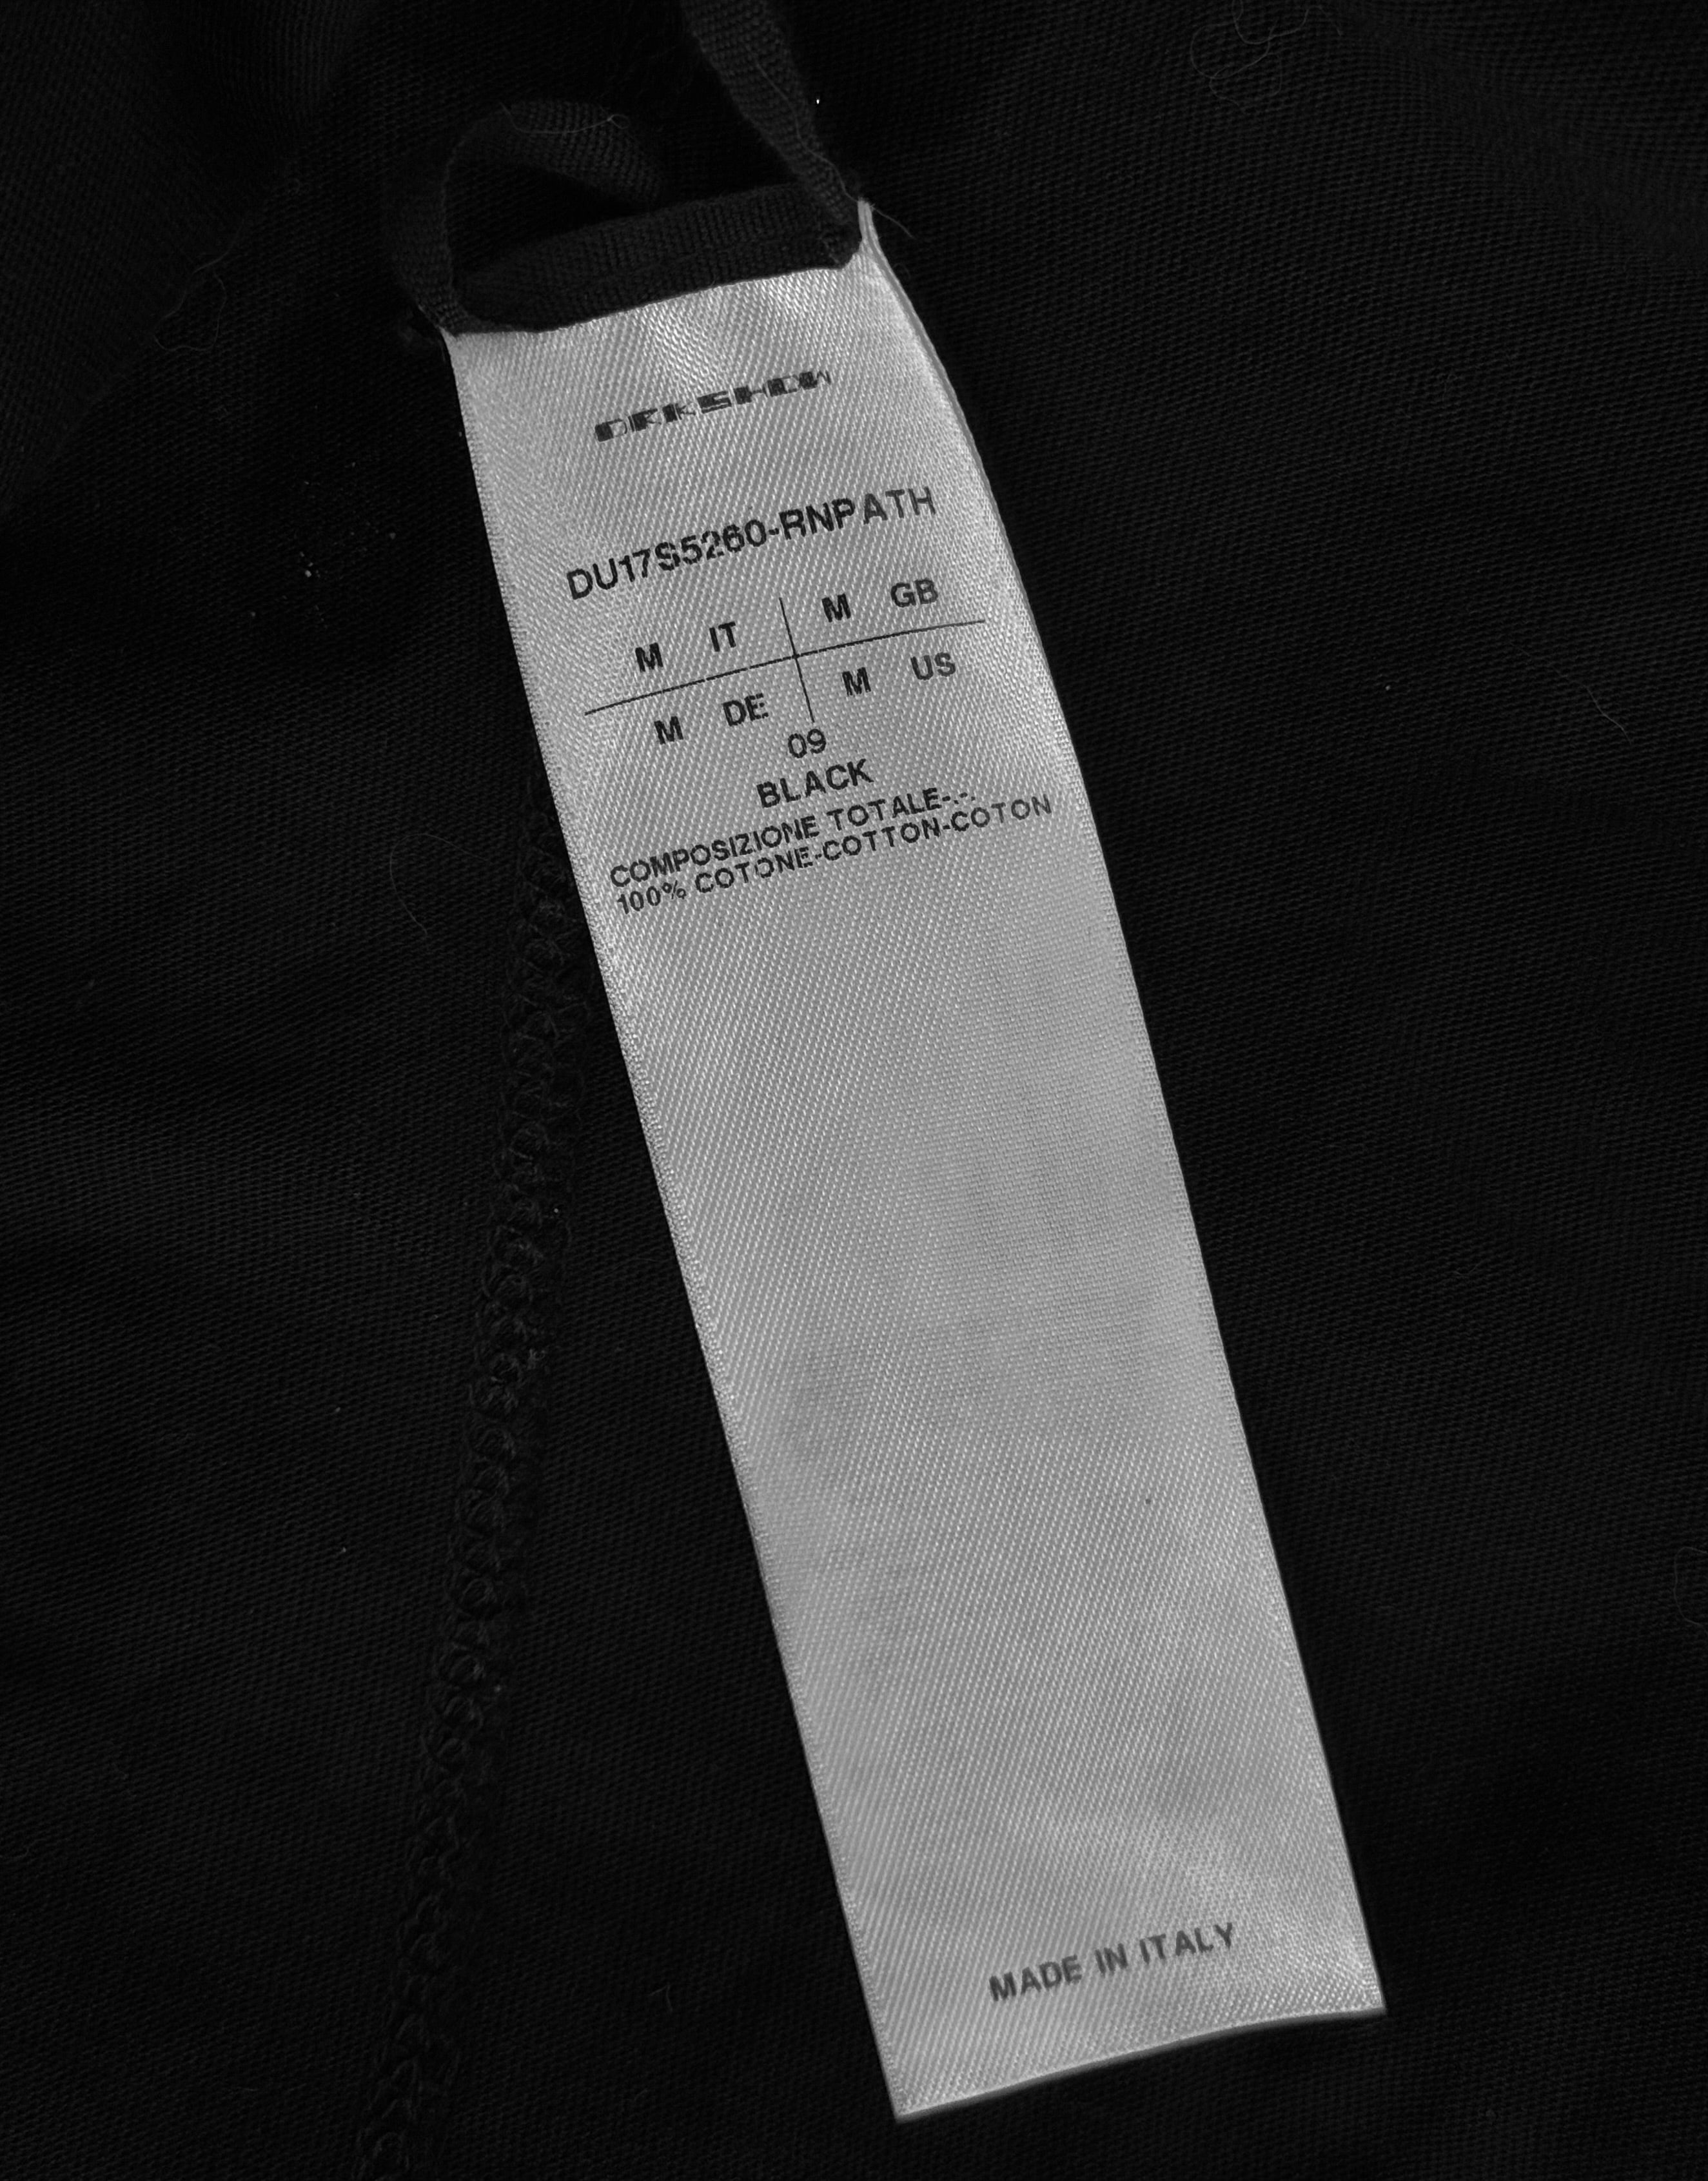 DRKSHDW
DU17S5260-RNPATH
M IT M GB
M DE M US
09
BLACK
COMPOSIZIONE TOTALE-.-.
100% COTONE-COTTON-COTON
MADE IN ITALY